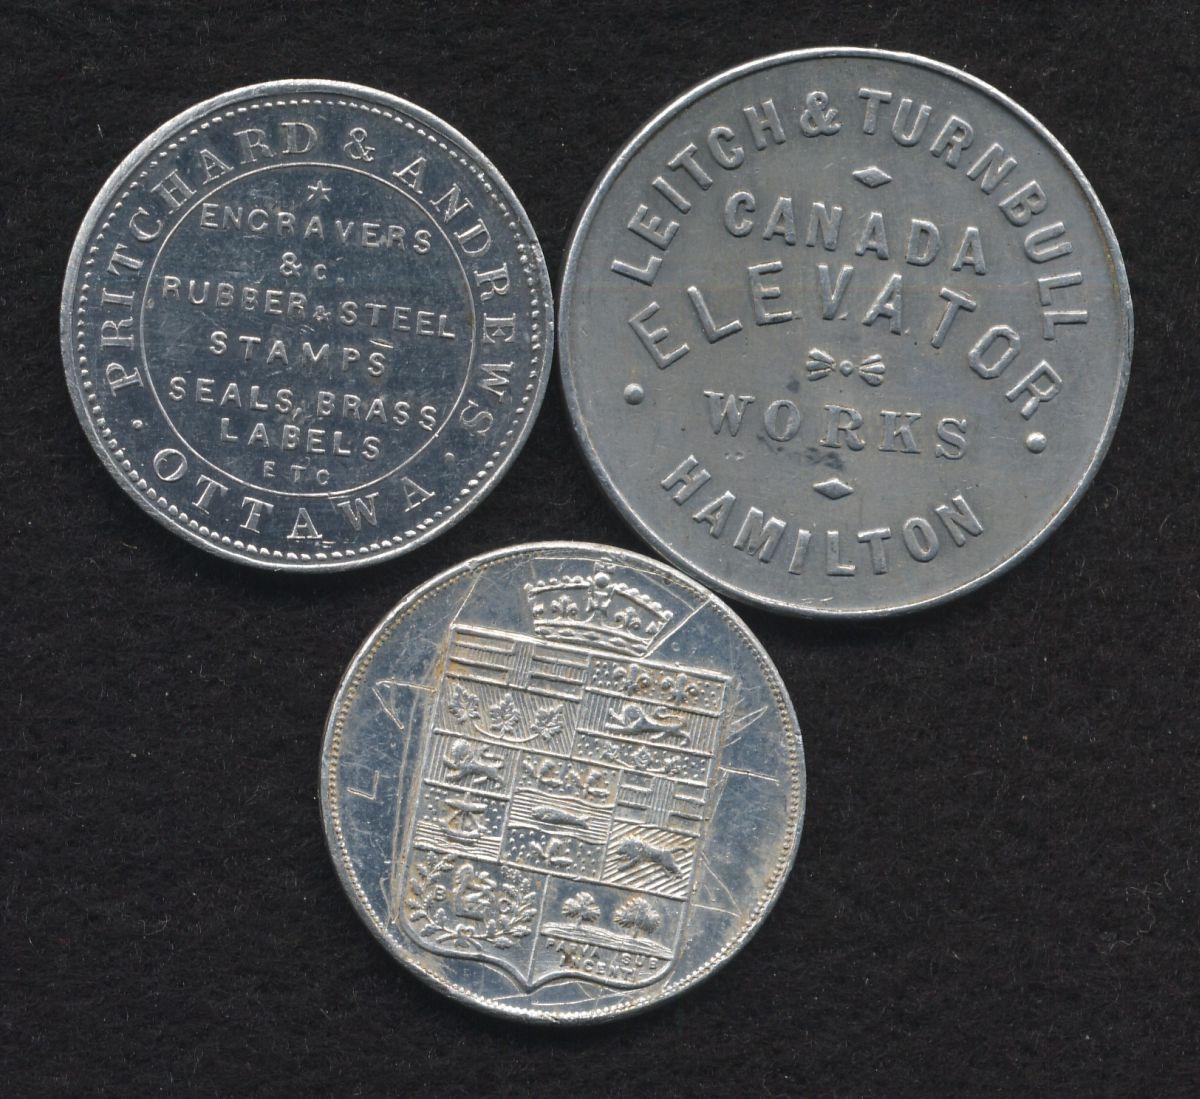 PRITCHARD & ANDREWS
ENGRAVERS
& C.
RUBBER & STEEL
STAMPS
SEALS, BRASS
LABELS
ETC
OTTAWA
LEITCH & TURNBULL
CANADA
ELEVATOR
WORKS
HAMILTON
B C
PARVA SUB
INGENTI